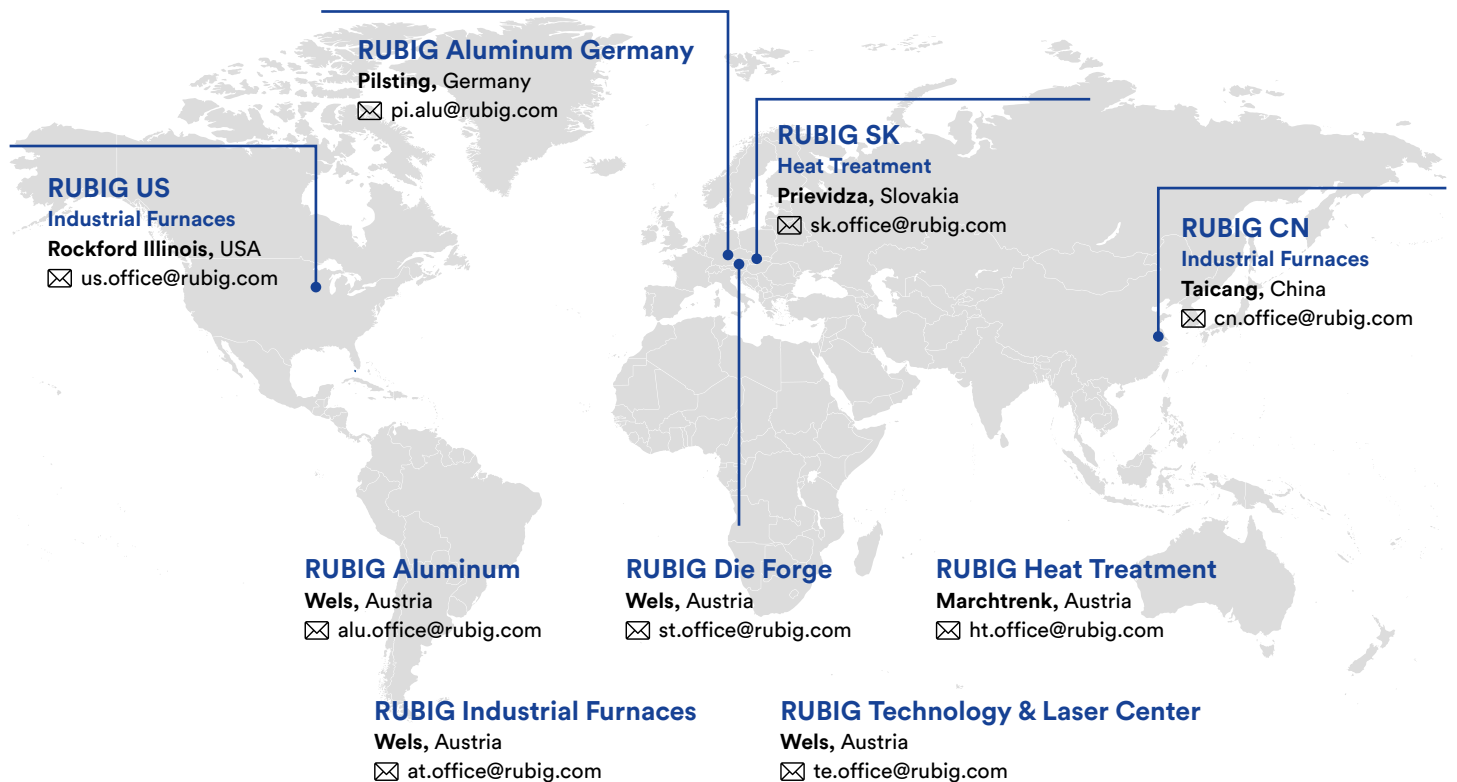 RUBIG Aluminum Germany
Pilsting, Germany
pi.alu@rubig.com
RUBIG SK
Heat Treatment
Prievidza, Slovakia
sk.office@rubig.com
RUBIG US
Industrial Furnaces
Rockford Illinois, USA
us.office@rubig.com
RUBIG CN
Industrial Furnaces
Taicang, China
cn.office@rubig.com
RUBIG Aluminum
Wels, Austria
alu.office@rubig.com
RUBIG Die Forge
Wels, Austria
st.office@rubig.com
RUBIG Heat Treatment
Marchtrenk, Austria
ht.office@rubig.com
RUBIG Industrial Furnaces
Wels, Austria
at.office@rubig.com
RUBIG Technology & Laser Center
Wels, Austria
te.office@rubig.com